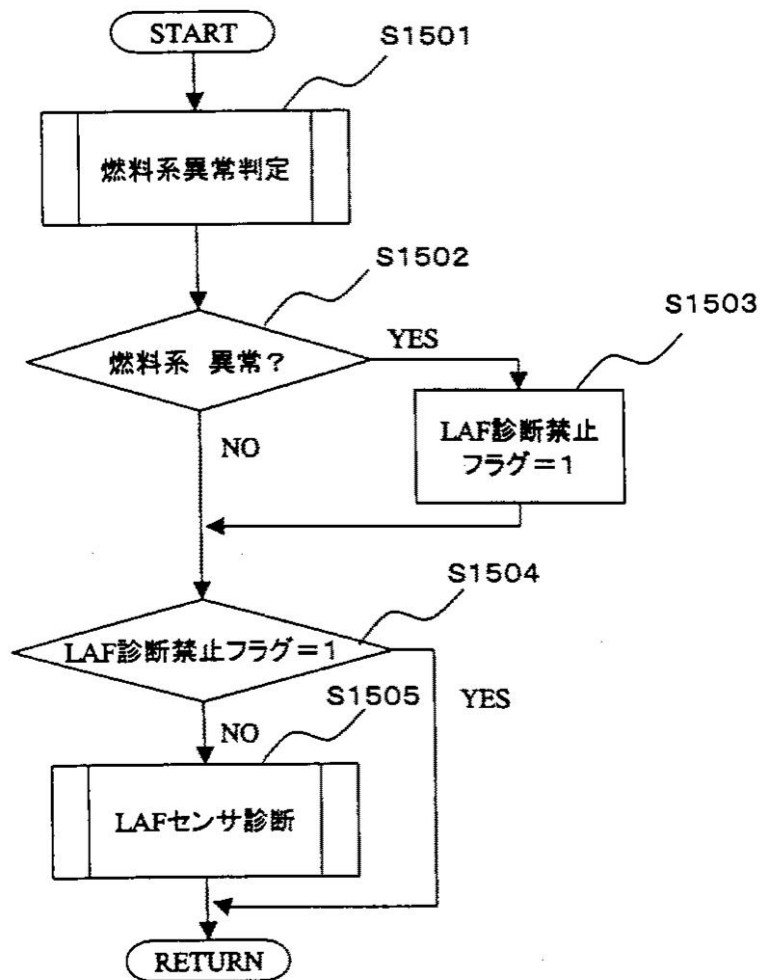 START
S1501
燃料系異常判定
S1502
燃料系 異常？
YES
S1503
LAF診断禁止
フラグ＝1
NO
S1504
LAF診断禁止フラグ＝1
YES
S1505
NO
LAFセンサ診断
RETURN